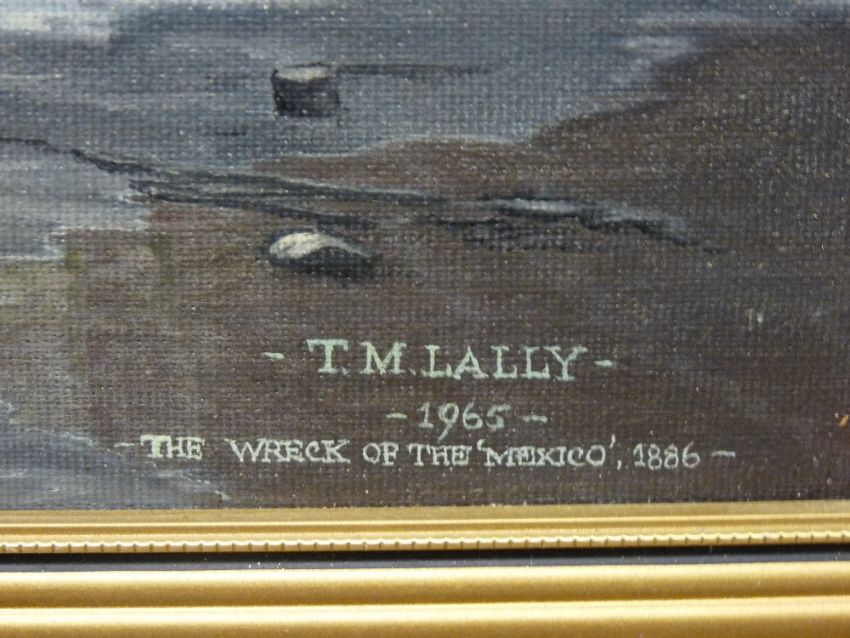 - T. M. LALLY -
- 1965 -
- THE WRECK OF THE 'MEXICO', 1886 -